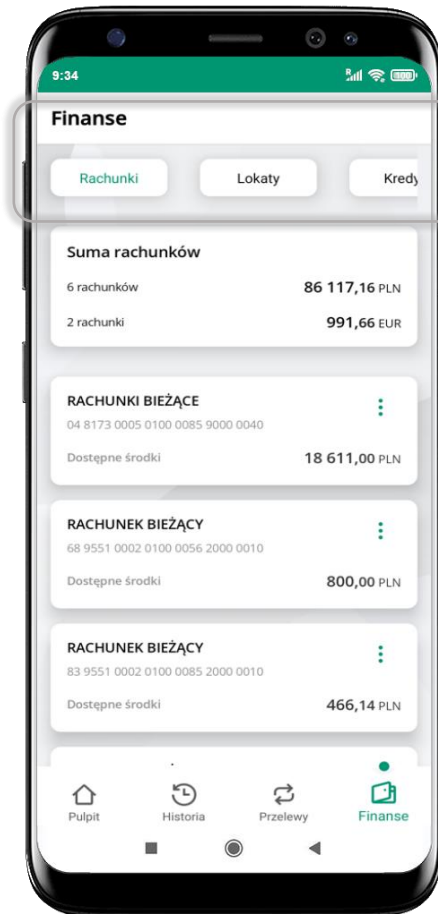 9:34
Finanse
Rachunki Lokaty Kredy
Suma rachunków
6 rachunków 86 117,16 PLN
2 rachunki 991,66 EUR
RACHUNKI BIEŻĄCE
04 8173 0005 0100 0085 9000 0040
Dostępne środki 18 611,00 PLN
RACHUNEK BIEŻĄCY
68 9551 0002 0100 0056 2000 0010
Dostępne środki 800,00 PLN
RACHUNEK BIEŻĄCY
83 9551 0002 0100 0085 2000 0010
Dostępne środki 466,14 PLN
Pulpit Historia Przelewy Finanse